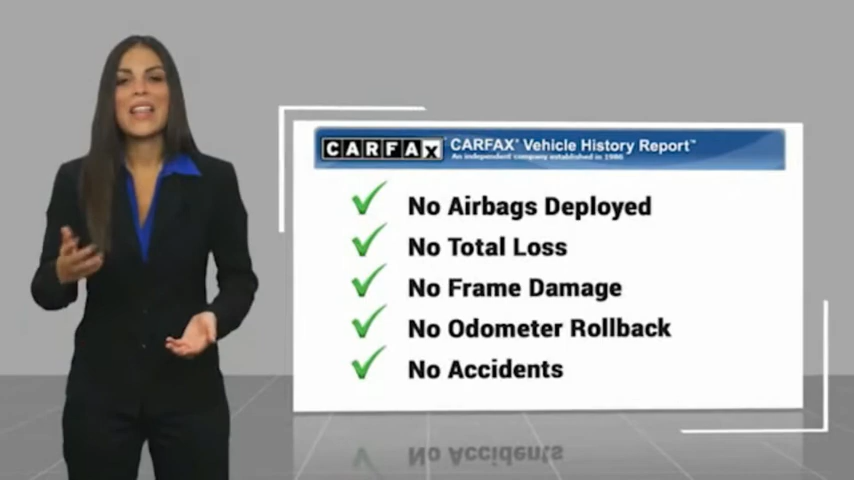 CARFAX CARFAX® Vehicle History Report™
An independent company established in 1986
No Airbags Deployed
No Total Loss
No Frame Damage
No Odometer Rollback
No Accidents
No Accidents